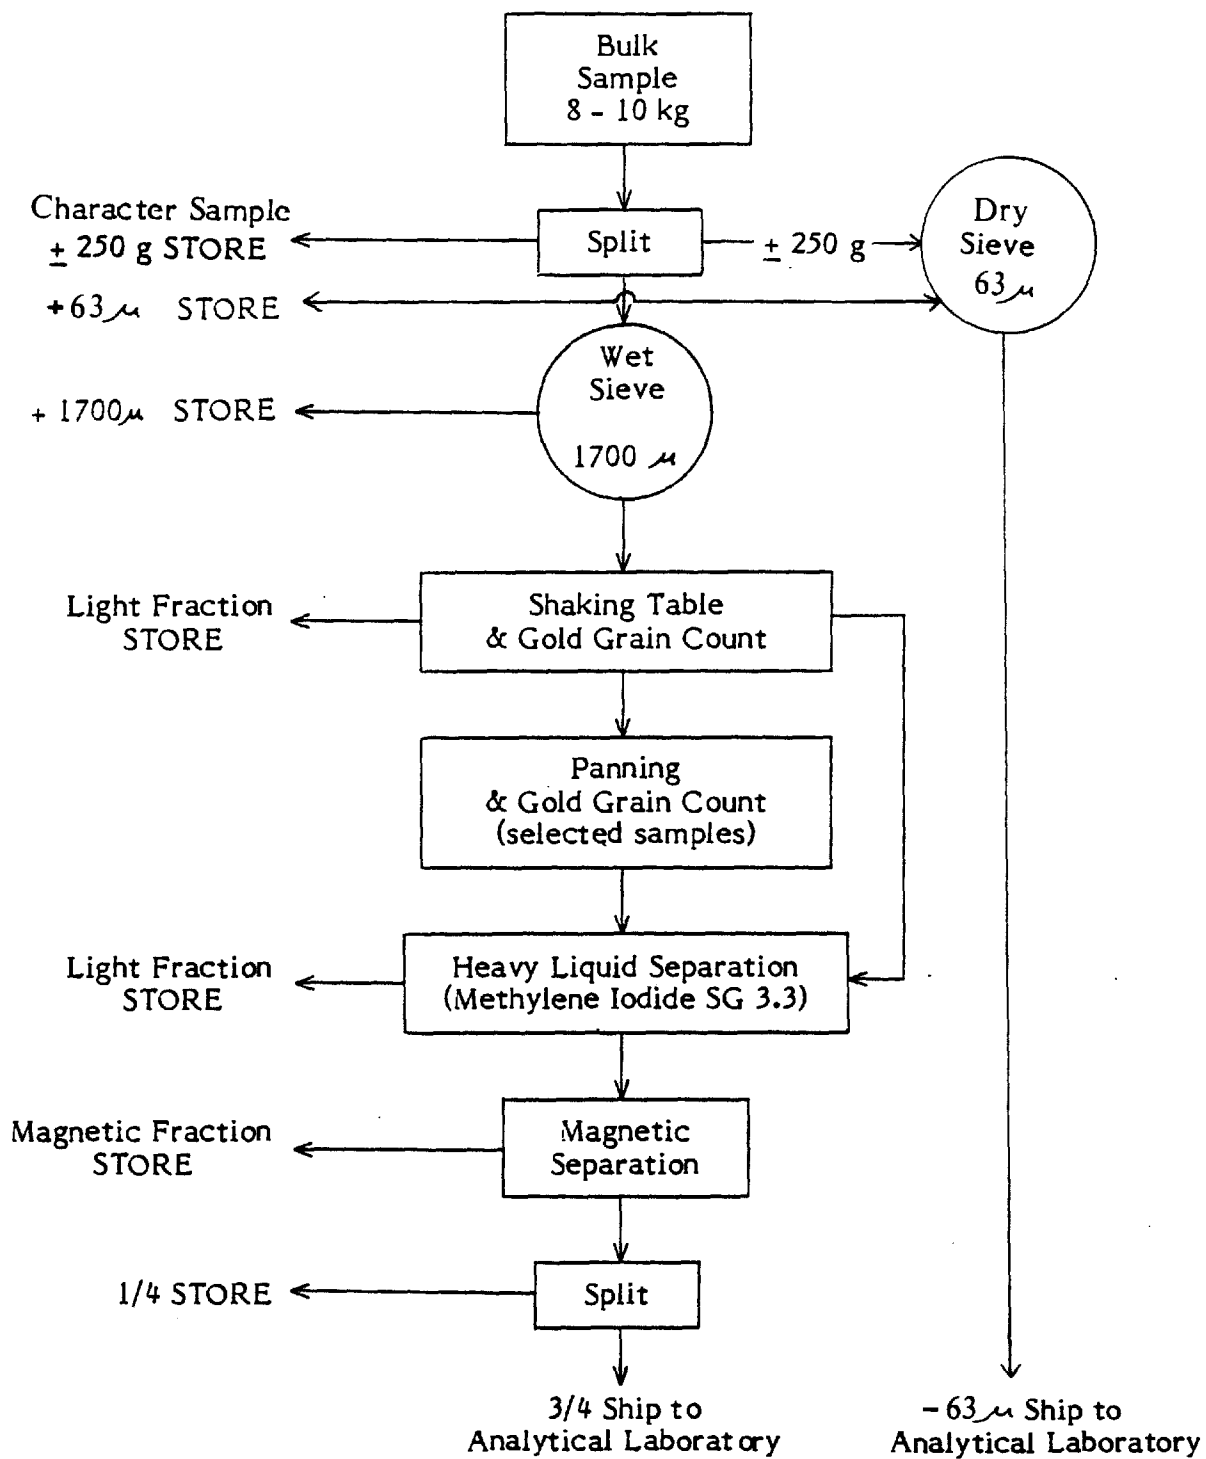 Bulk
Sample
8 - 10 kg
Character Sample
± 250 g STORE
Split
± 250 g
Dry
Sieve
63 µ
+63 µ STORE
Wet
Sieve
1700 µ
+ 1700µ STORE
Light Fraction
STORE
Shaking Table
& Gold Grain Count
Panning
& Gold Grain Count
(selected samples)
Light Fraction
STORE
Heavy Liquid Separation
(Methylene Iodide SG 3.3)
Magnetic Fraction
STORE
Magnetic
Separation
1/4 STORE
Split
3/4 Ship to
Analytical Laboratory
-63 µ Ship to
Analytical Laboratory